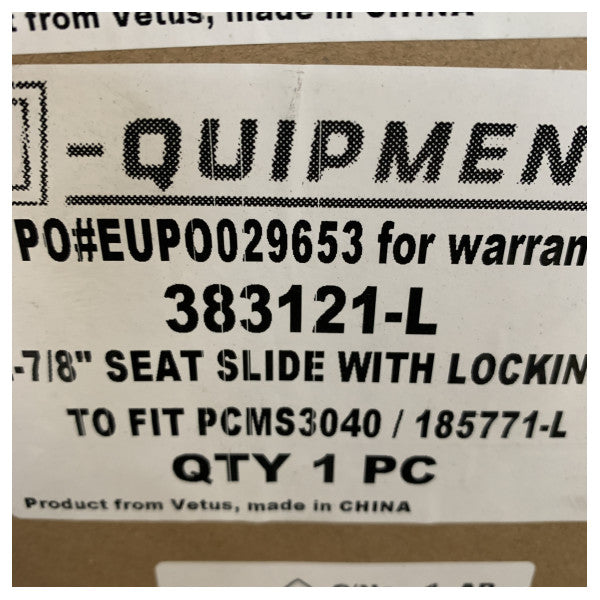 from Vetus, made in CHINA
-QUIPMEN
PO#EUPO029653 for warran
383121-L
-7/8" SEAT SLIDE WITH LOCKIN
TO FIT PCMS3040 / 185771-L
QTY 1 PC
Product from Vetus, made in CHINA